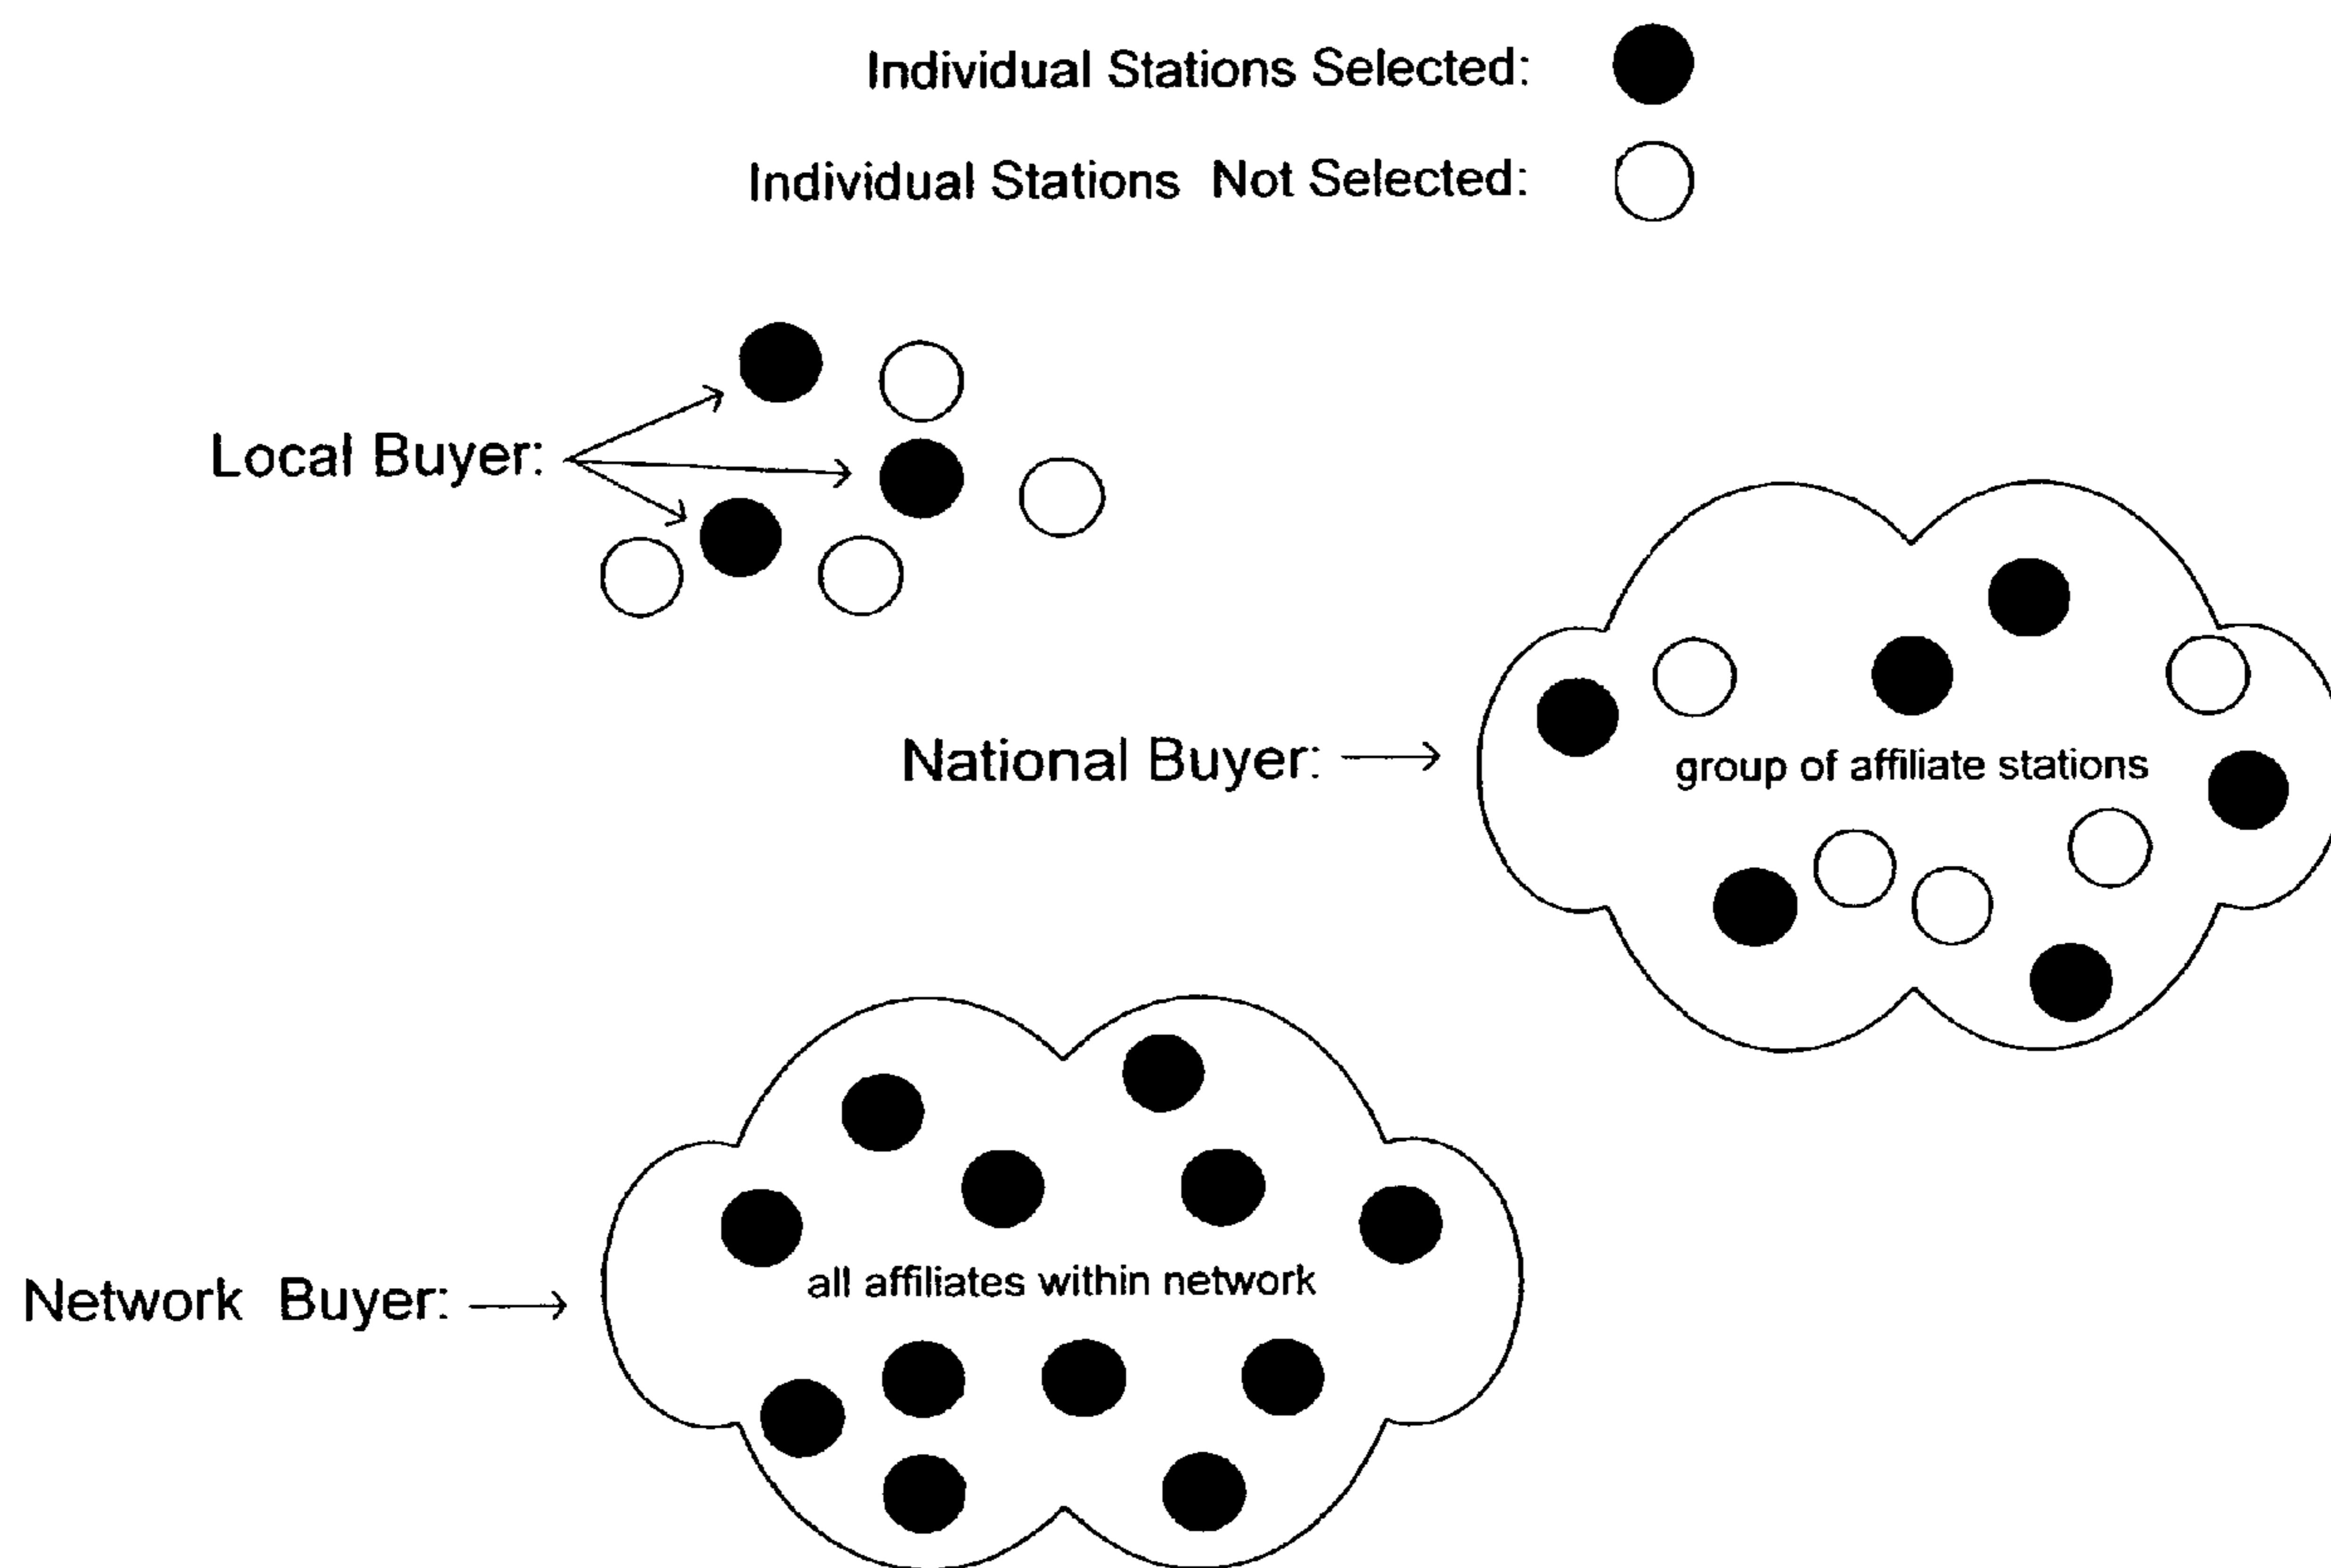 Individual Stations Selected:
Individual Stations Not Selected:
Local Buyer:
National Buyer:
group of affiliate stations
Network Buyer:
all affiliates within network